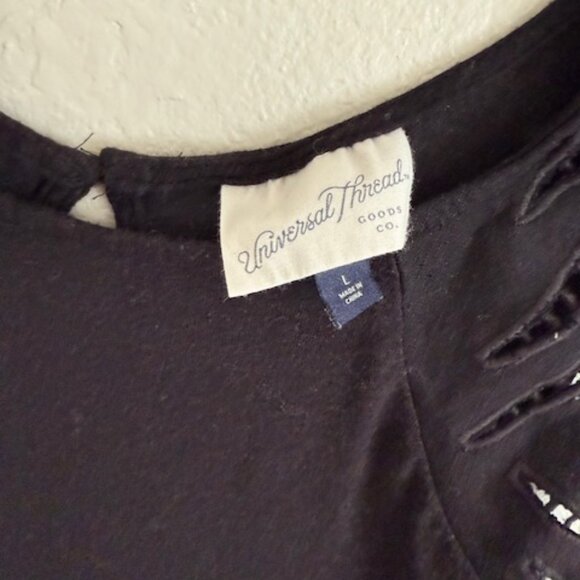 Universal Thread
GOODS
CO.
L
MADE IN
CHINA